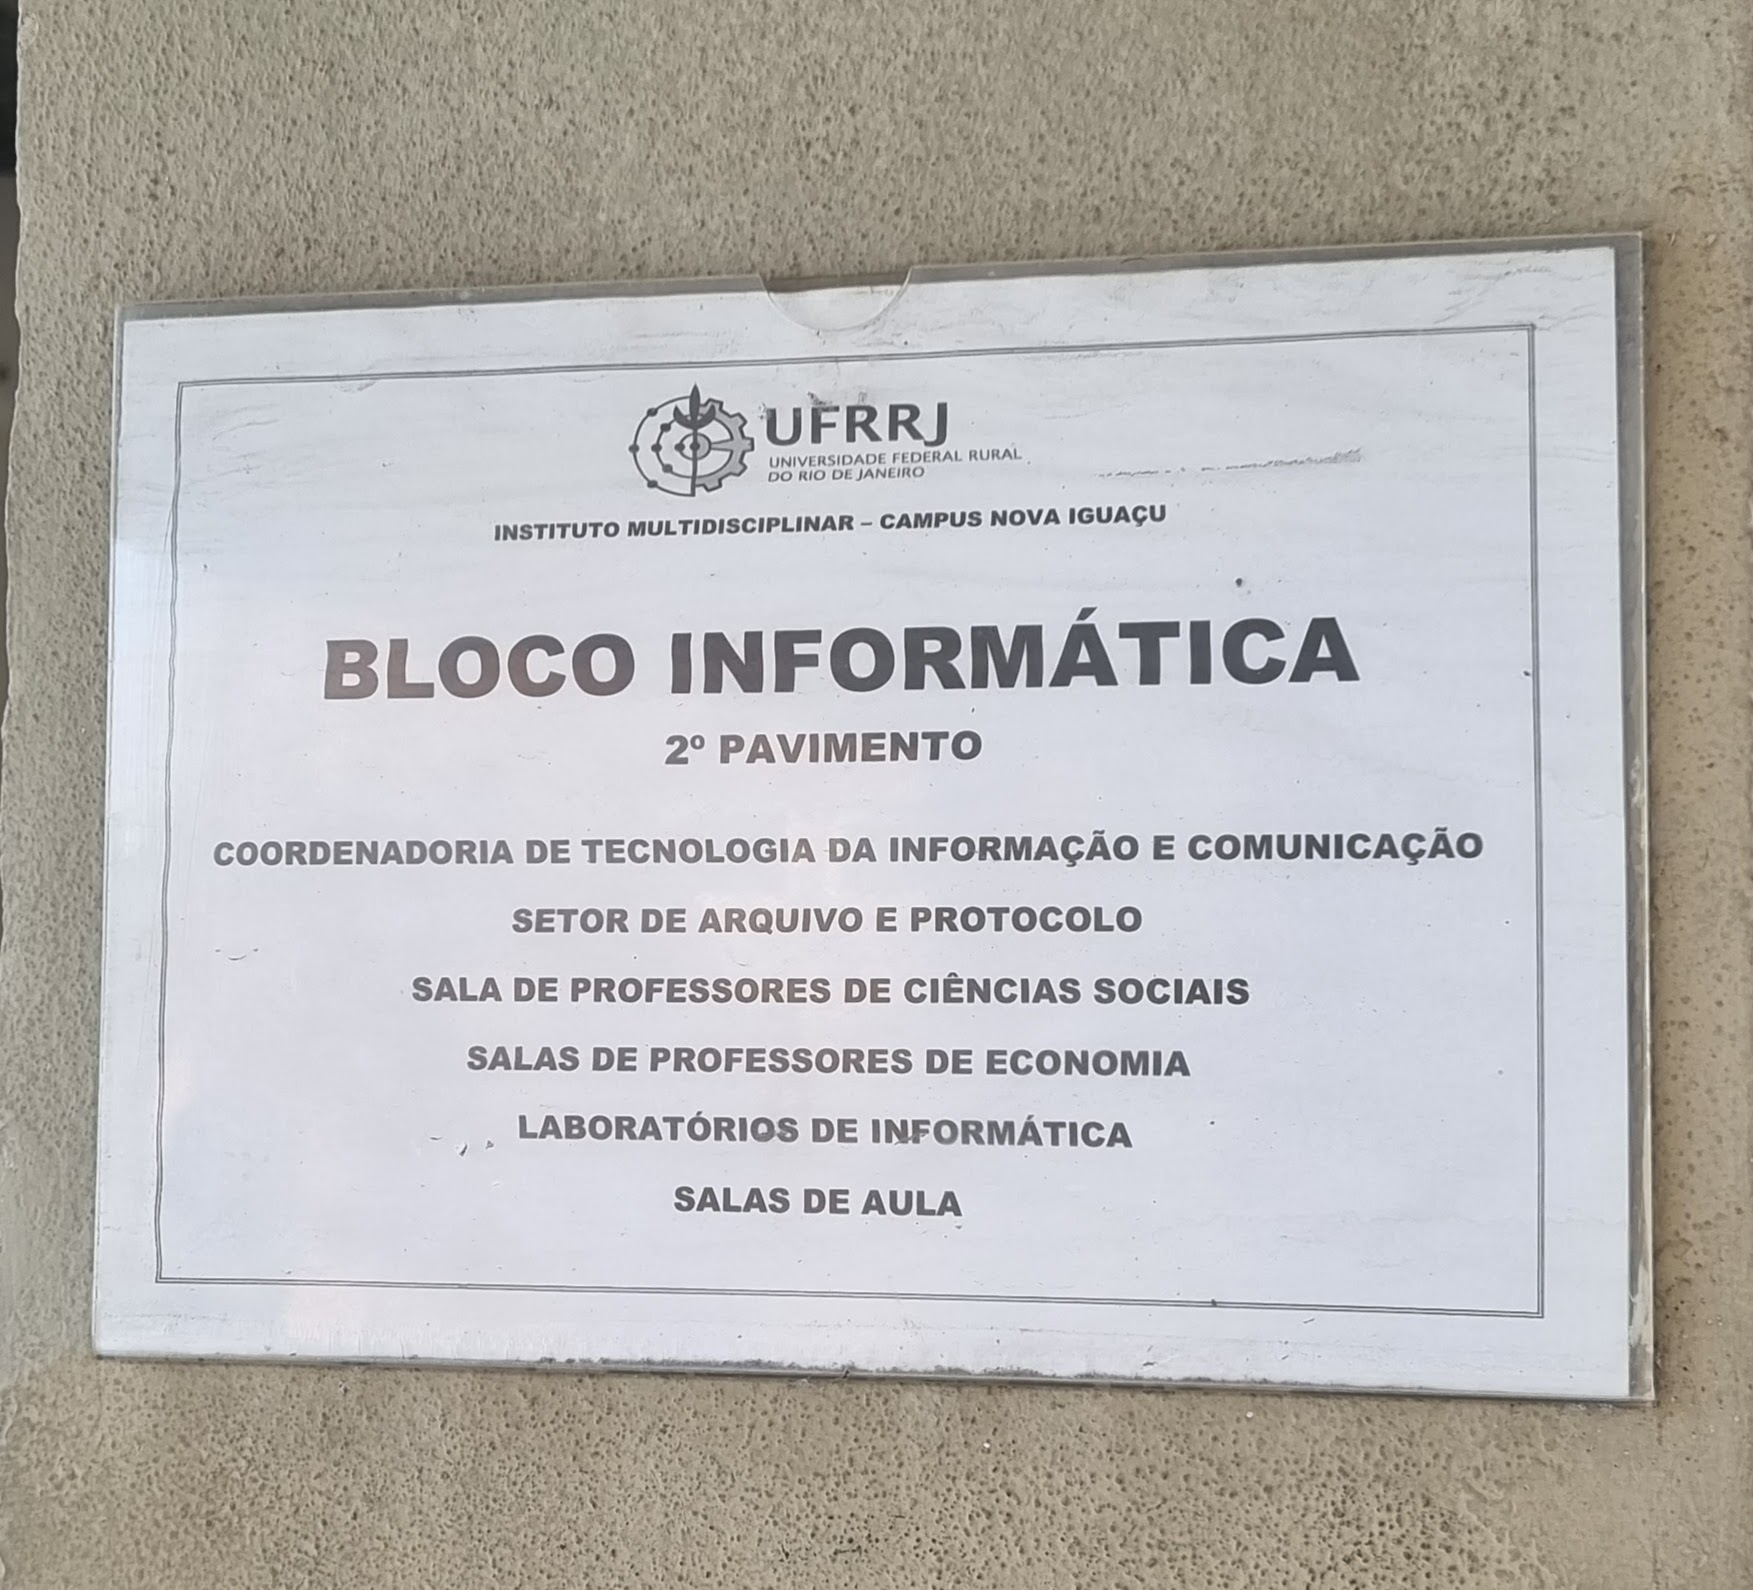 UFRRJ
UNIVERSIDADE FEDERAL RURAL
DO RIO DE JANEIRO
INSTITUTO MULTIDISCIPLINAR – CAMPUS NOVA IGUAÇU
BLOCO INFORMÁTICA
2º PAVIMENTO
COORDENADORIA DE TECNOLOGIA DA INFORMAÇÃO E COMUNICAÇÃO
SETOR DE ARQUIVO E PROTOCOLO
SALA DE PROFESSORES DE CIÊNCIAS SOCIAIS
SALAS DE PROFESSORES DE ECONOMIA
LABORATÓRIOS DE INFORMÁTICA
SALAS DE AULA